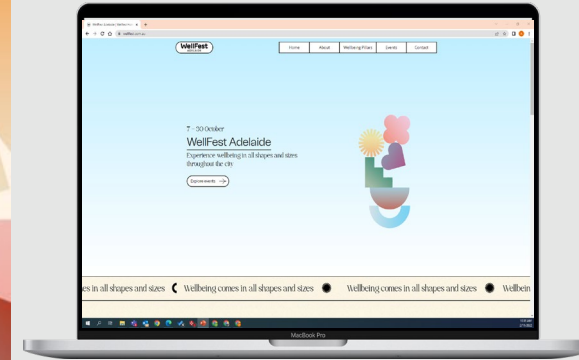 WellFest
Home
About
Wellbeing Pillars
Events
Contact
7 – 30 October
WellFest Adelaide
Experience wellbeing in all shapes and sizes
throughout the city
Explore events
es in all shapes and sizes
Wellbeing comes in all shapes and sizes
Wellbeing comes in all shapes and sizes
Wellbein
MacBook Pro